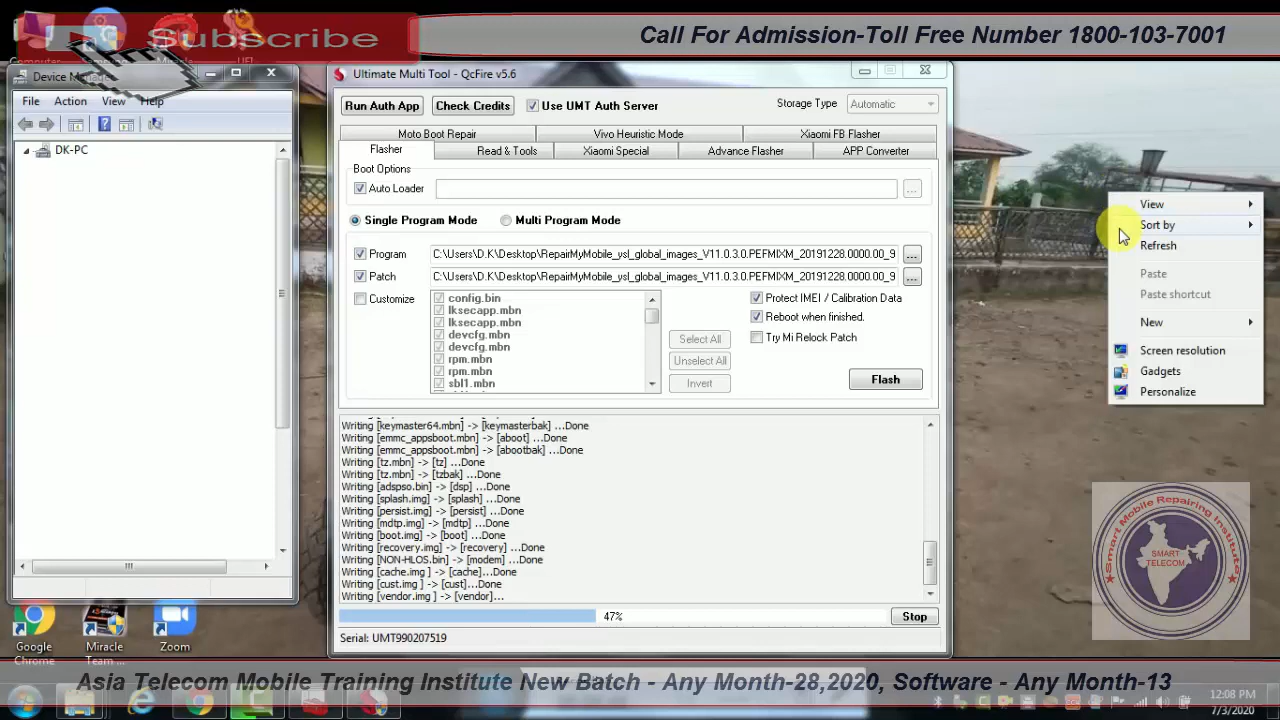 Subscribe
Call For Admission-Toll Free Number 1800-103-7001
Device
File Action View Help
DK-PC
Ultimate Multi Tool - QcFire v5.6
Run Auth App
Check Credits
Use UMT Auth Server
Storage Type
Automatic
Moto Boot Repair
Vivo Heuristic Mode
Xiaomi FB Flasher
Flasher
Read & Tools
Xiaomi Special
Advance Flasher
APP Converter
Boot Options
Auto Loader
...
Single Program Mode
Multi Program Mode
Program
C:\Users\D.K\Desktop\RepairMyMobile_ysl_global_images_V11.0.3.0.PEFMIXM_20191228.0000.00_9
...
Patch
C:\Users\D.K\Desktop\RepairMyMobile_ysl_global_images_V11.0.3.0.PEFMIXM_20191228.0000.00_9
...
Customize
config.bin
lksecapp.mbn
lksecapp.mbn
devcfg.mbn
devcfg.mbn
rpm.mbn
rpm.mbn
sbl1.mbn
Select All
Unselect All
Invert
Protect IMEI / Calibration Data
Reboot when finished.
Try Mi Relock Patch
Flash
Writing [keymaster64.mbn] -> [keymasterbak] ...Done
Writing [emmc_appsboot.mbn] -> [aboot] ...Done
Writing [emmc_appsboot.mbn] -> [abootbak] ...Done
Writing [tz.mbn] -> [tz] ...Done
Writing [tz.mbn] -> [tzbak] ...Done
Writing [adspso.bin] -> [dsp] ...Done
Writing [splash.img] -> [splash] ...Done
Writing [persist.img] -> [persist] ...Done
Writing [mdtp.img] -> [mdtp] ...Done
Writing [boot.img] -> [boot] ...Done
Writing [recovery.img] -> [recovery] ...Done
Writing [NON-HLOS.bin] -> [modem] ...Done
Writing [cache.img ] -> [cache]...Done
Writing [cust.img ] -> [cust]...Done
Writing [vendor.img ] -> [vendor]...
47%
Stop
Serial: UMT990207519
View
Sort by
Refresh
Paste
Paste shortcut
New
Screen resolution
Gadgets
Personalize
Smart Mobile Repairing Institute
SMART
TELECOM
Google
Chrome
Miracle
Team ...
Zoom
Asia Telecom Mobile Training Institute New Batch - Any Month-28,2020, Software - Any Month-13
12:08 PM
7/3/2020